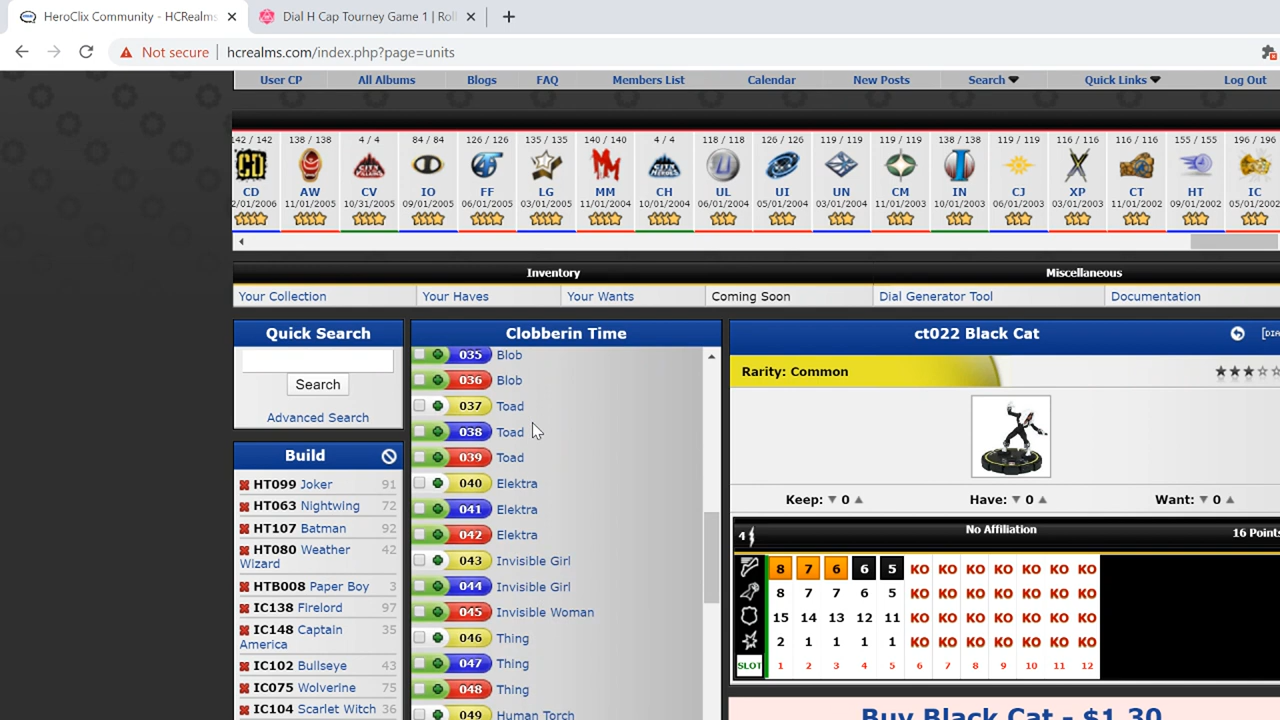 HeroClix Community - HCRealms
Dial H Cap Tourney Game 1 | Roll
Not secure
hcrealms.com/index.php?page=units
User CP
All Albums
Blogs
FAQ
Members List
Calendar
New Posts
Search
Quick Links
Log Out
142 / 142 138 / 138 4 / 4 84 / 84 126 / 126 135 / 135 140 / 140 4 / 4 118 / 118 126 / 126 119 / 119 119 / 119 138 / 138 119 / 119 116 / 116 116 / 116 155 / 155 196 / 196
CD AW CV IO FF LG MM CH UL UI UN CM IN CJ XP CT HT IC
2/01/2006 11/01/2005 10/31/2005 09/01/2005 06/01/2005 03/01/2005 11/01/2004 10/01/2004 06/01/2004 05/01/2004 03/01/2004 11/01/2003 10/01/2003 06/01/2003 03/01/2003 11/01/2002 09/01/2002 05/01/2002
Inventory
Miscellaneous
Your Collection
Your Haves
Your Wants
Coming Soon
Dial Generator Tool
Documentation
Quick Search
Search
Advanced Search
Build
HT099 Joker 91
HT063 Nightwing 72
HT107 Batman 92
HT080 Weather 42
Wizard
HTB008 Paper Boy 3
IC138 Firelord 97
IC148 Captain 35
America
IC102 Bullseye 43
IC075 Wolverine 75
IC104 Scarlet Witch 36
Clobberin Time
035 Blob
036 Blob
037 Toad
038 Toad
039 Toad
040 Elektra
041 Elektra
042 Elektra
043 Invisible Girl
044 Invisible Girl
045 Invisible Woman
046 Thing
047 Thing
048 Thing
049 Human Torch
ct022 Black Cat
[DIA
Rarity: Common
Keep: 0
Have: 0
Want: 0
4
No Affiliation
16 Points
8 7 6 6 5 KO KO KO KO KO KO KO
8 7 7 6 5 KO KO KO KO KO KO KO
15 14 13 12 11 KO KO KO KO KO KO KO
2 1 1 1 1 KO KO KO KO KO KO KO
SLOT 1 2 3 4 5 6 7 8 9 10 11 12
Buy Black Cat - $1.30